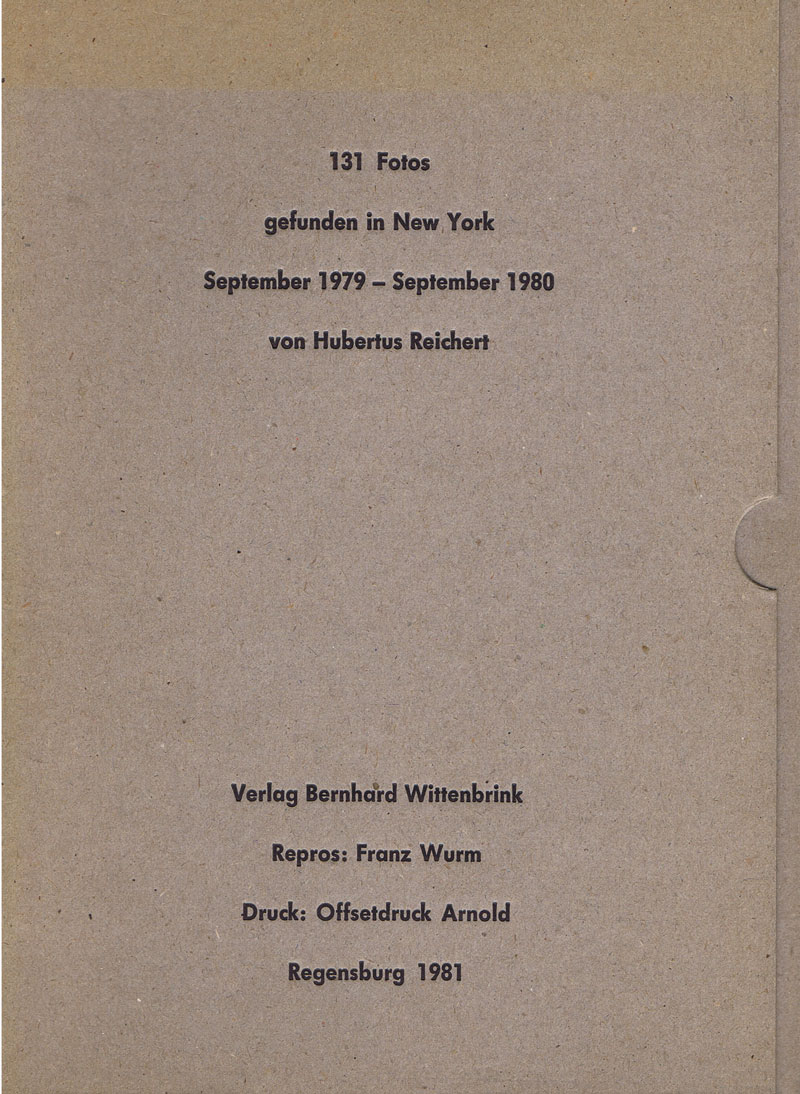 131 Fotos
gefunden in New York
September 1979 – September 1980
von Hubertus Reichert
Verlag Bernhard Wittenbrink
Repros: Franz Wurm
Druck: Offsetdruck Arnold
Regensburg 1981